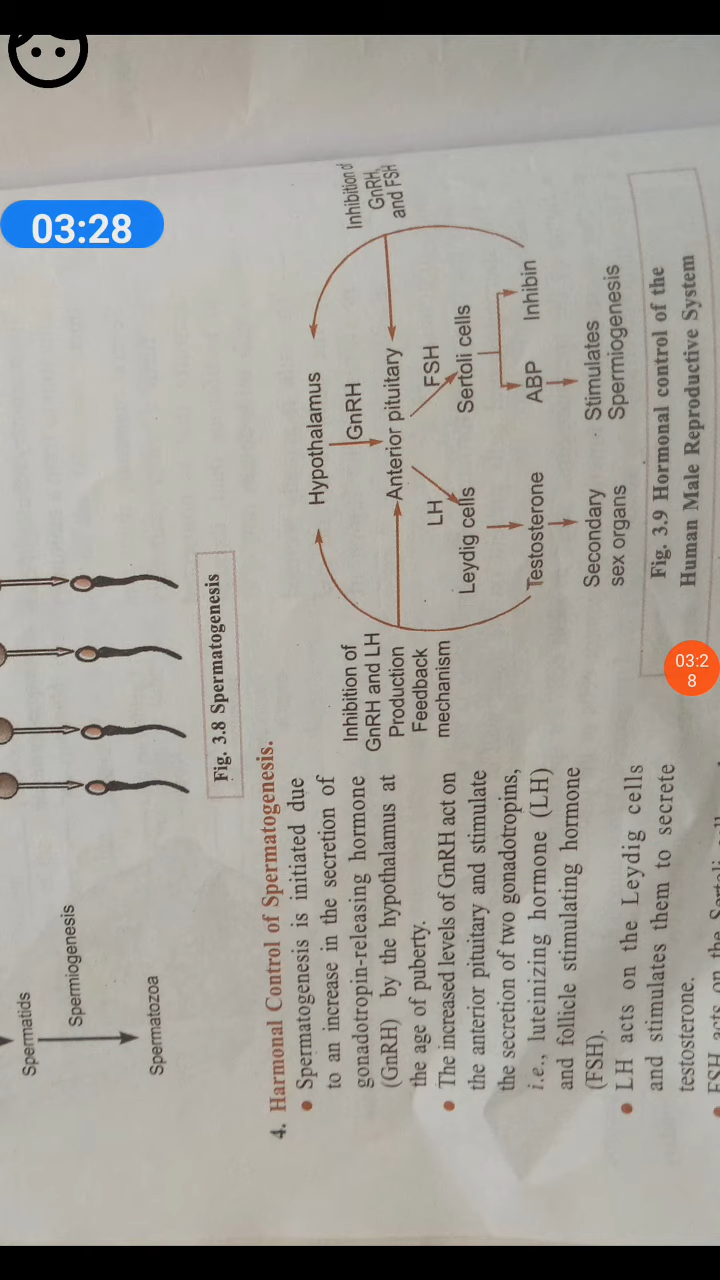 03:28
Spermatids
Spermiogenesis
Spermatozoa
Fig. 3.8 Spermatogenesis
4. Harmonal Control of Spermatogenesis.
• Spermatogenesis is initiated due
to an increase in the secretion of
gonadotropin-releasing hormone
(GnRH) by the hypothalamus at
the age of puberty.
• The increased levels of GnRH act on
the anterior pituitary and stimulate
the secretion of two gonadotropins,
i.e., luteinizing hormone (LH)
and follicle stimulating hormone
(FSH).
• LH acts on the Leydig cells
and stimulates them to secrete
testosterone.
• FSH acts on the Sertoli
Hypothalamus
GnRH
Anterior pituitary
Inhibition of
GnRH and LH
Production
Feedback
mechanism
Inhibition of
GnRH,
and FSH
LH
FSH
Leydig cells
Sertoli cells
Testosterone
ABP
Inhibin
Secondary
sex organs
Stimulates
Spermiogenesis
Fig. 3.9 Hormonal control of the
Human Male Reproductive System
03:2
8